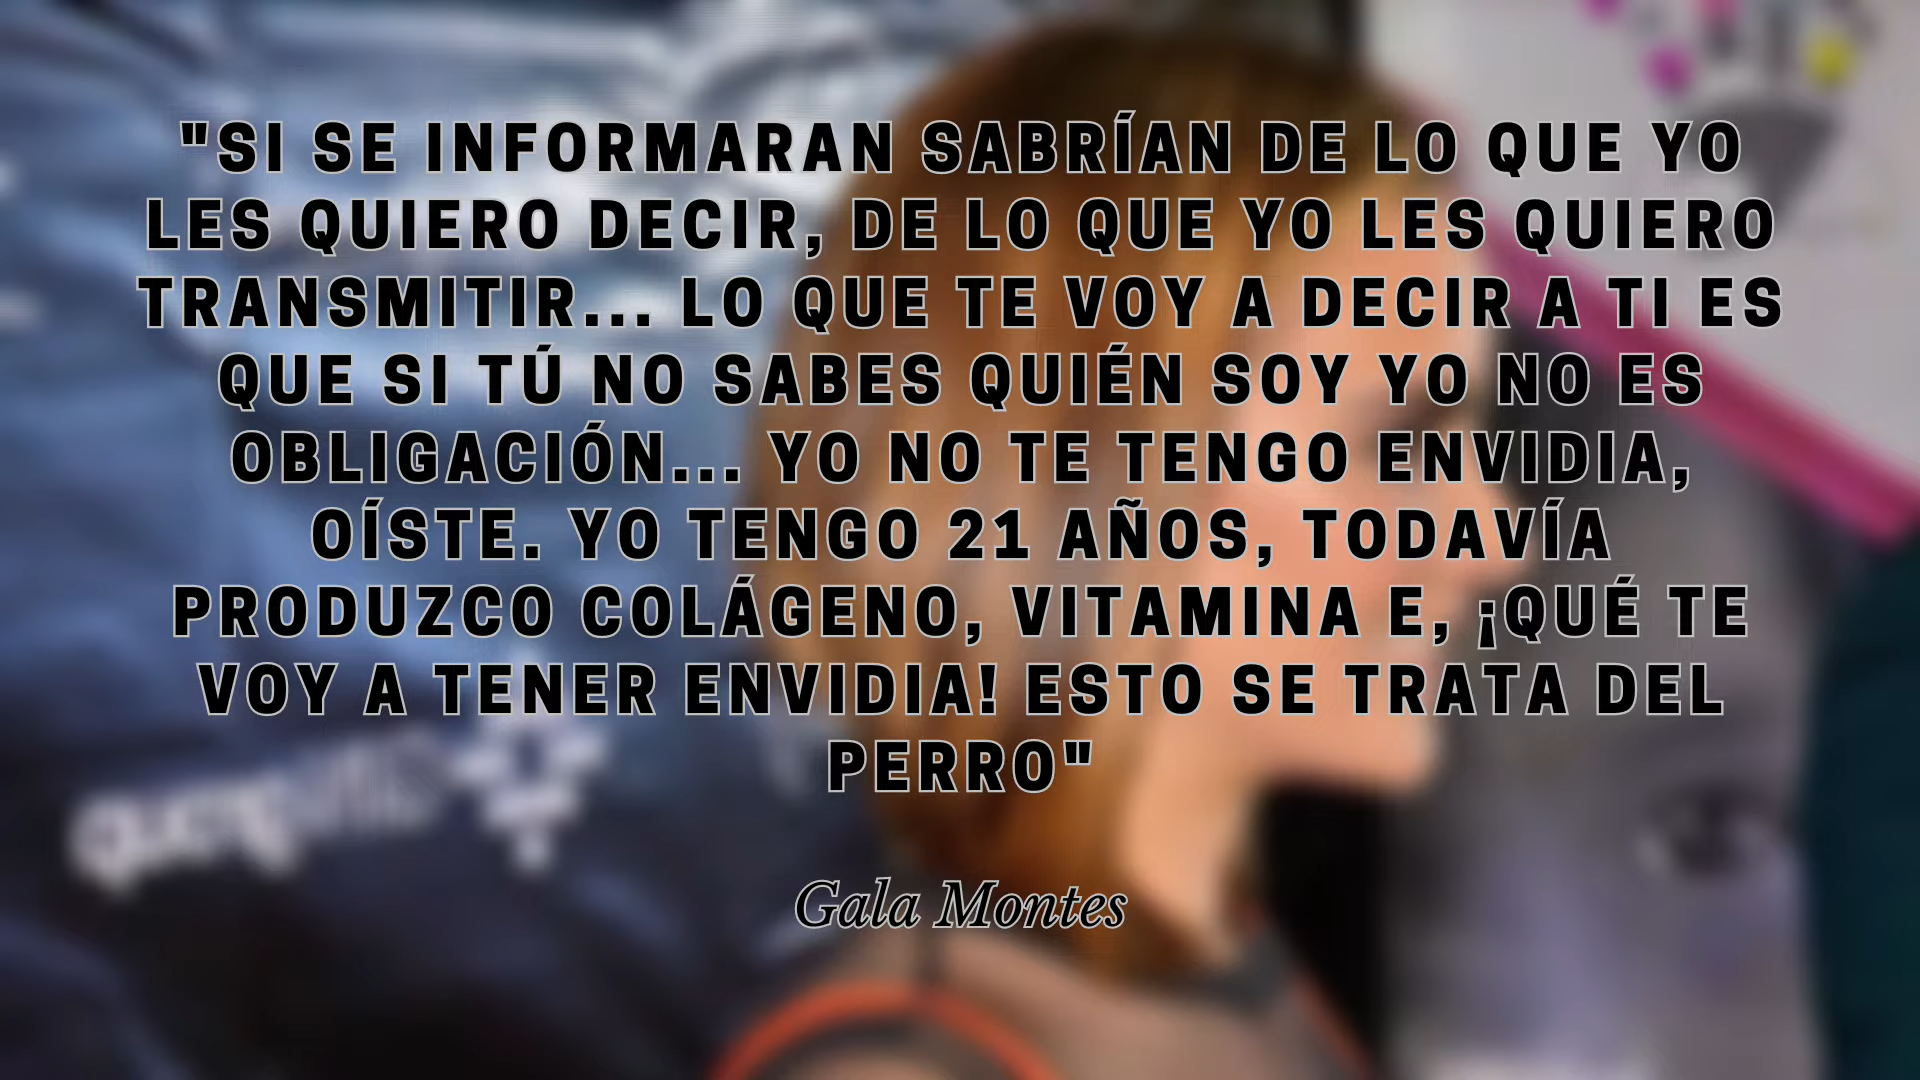 "SI SE INFORMARAN SABRÍAN DE LO QUE YO
LES QUIERO DECIR, DE LO QUE YO LES QUIERO
TRANSMITIR... LO QUE TE VOY A DECIR A TI ES
QUE SI TÚ NO SABES QUIÉN SOY YO NO ES
OBLIGACIÓN... YO NO TE TENGO ENVIDIA,
OÍSTE. YO TENGO 21 AÑOS, TODAVÍA
PRODUZCO COLÁGENO, VITAMINA E, ¡QUÉ TE
VOY A TENER ENVIDIA! ESTO SE TRATA DEL
PERRO"
Gala Montes